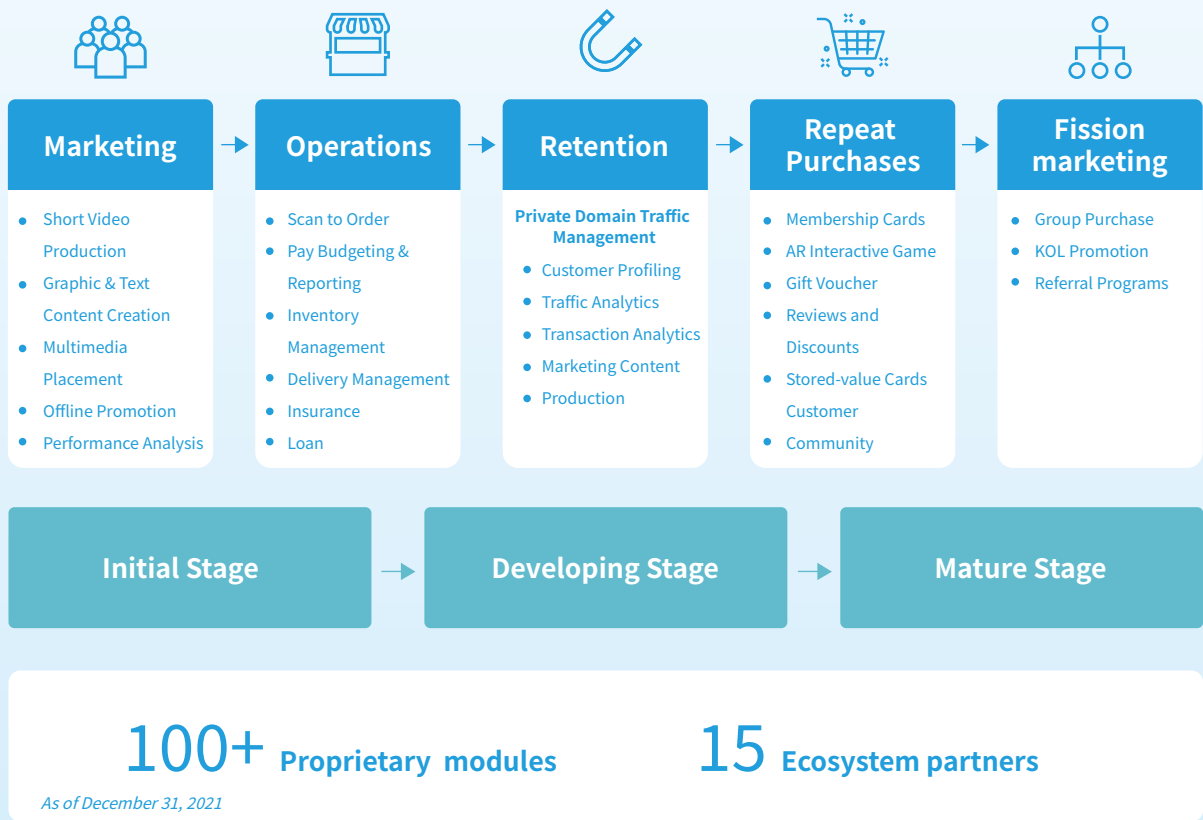 Marketing
Short Video
Production
Graphic & Text
Content Creation
Multimedia
Placement
Offline Promotion
Performance Analysis
Operations
Scan to Order
Pay Budgeting &
Reporting
Inventory
Management
Delivery Management
Insurance
Loan
Retention
Private Domain Traffic
Management
Customer Profiling
Traffic Analytics
Transaction Analytics
Marketing Content
Production
Repeat
Purchases
Membership Cards
AR Interactive Game
Gift Voucher
Reviews and
Discounts
Stored-value Cards
Customer
Community
Fission
marketing
Group Purchase
KOL Promotion
Referral Programs
Initial Stage
Developing Stage
Mature Stage
100+ Proprietary modules
15 Ecosystem partners
As of December 31, 2021